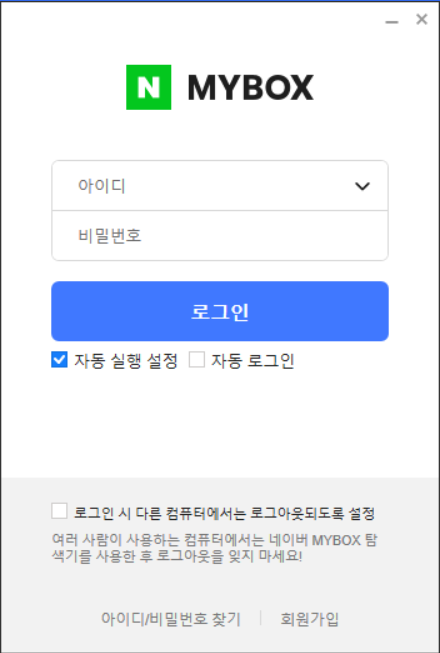 N MYBOX
아이디
비밀번호
로그인
자동 실행 설정 자동 로그인
로그인 시 다른 컴퓨터에서는 로그아웃되도록 설정
여러 사람이 사용하는 컴퓨터에서는 네이버 MYBOX 탐
색기를 사용한 후 로그아웃을 잊지 마세요!
아이디/비밀번호 찾기 회원가입